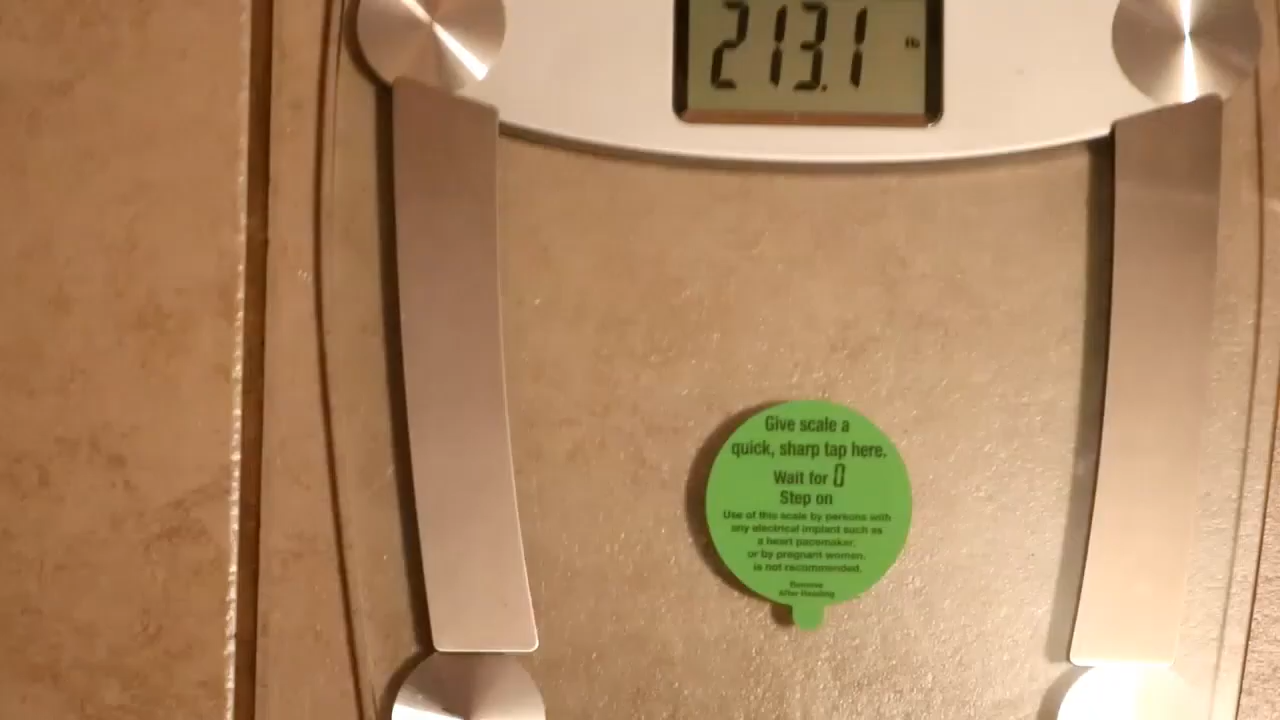 213.1 lb
Give scale a
quick, sharp tap here.
Wait for 0
Step on
Use of this scale by persons with
any electrical implant such as
a heart pacemaker,
or by pregnant women,
is not recommended.
Remove
After Reading